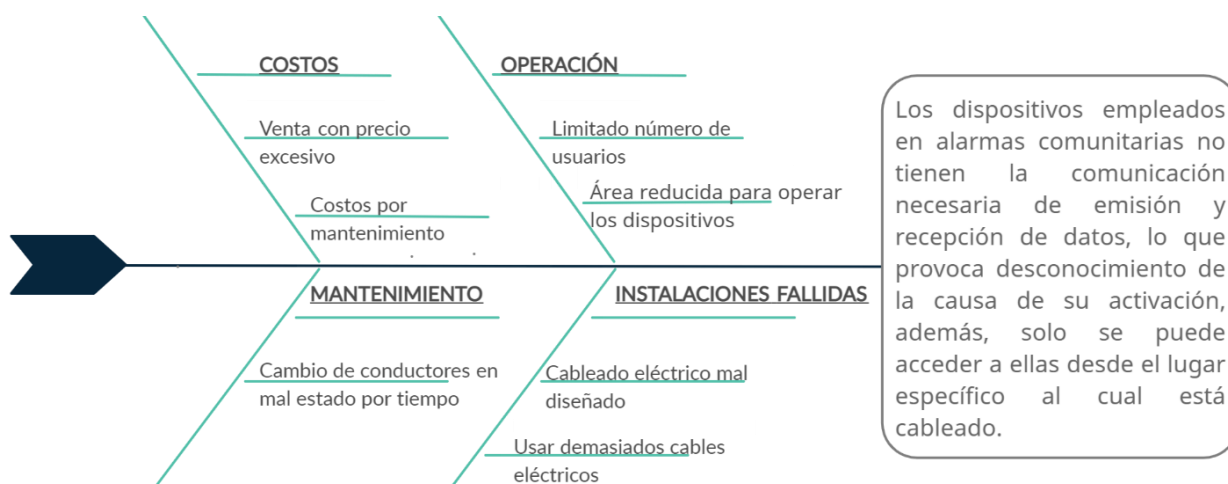 COSTOS
Venta con precio
excesivo
Costos por
mantenimiento
OPERACIÓN
Limitado número de
usuarios
Área reducida para operar
los dispositivos
MANTENIMIENTO
Cambio de conductores en
mal estado por tiempo
INSTALACIONES FALLIDAS
Cableado eléctrico mal
diseñado
Usar demasiados cables
eléctricos
Los dispositivos empleados
en alarmas comunitarias no
tienen la comunicación
necesaria de emisión y
recepción de datos, lo que
provoca desconocimiento de
la causa de su activación,
además, solo se puede
acceder a ellas desde el lugar
específico al cual está
cableado.